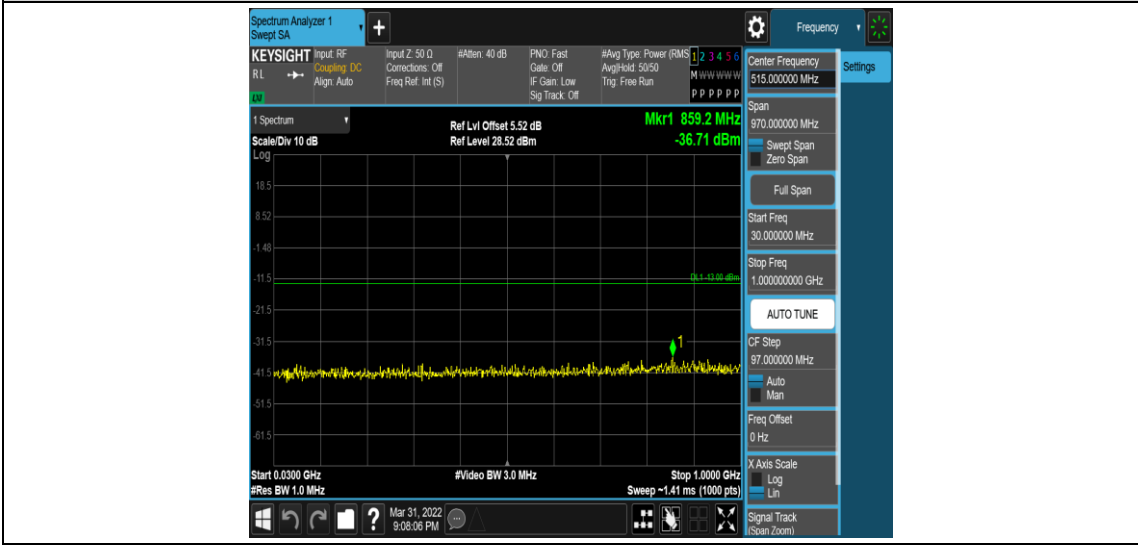 Spectrum Analyzer 1
Swept SA
+
Frequency
KEYSIGHT
RL
LXI
Input: RF
Coupling: DC
Align: Auto
Input Z: 50 Ω
Corrections: Off
Freq Ref: Int (S)
#Atten: 40 dB
PNO: Fast
Gate: Off
IF Gain: Low
Sig Track: Off
#Avg Type: Power (RMS
Avg|Hold: 50/50
Trig: Free Run
1 2 3 4 5 6
M W W W W W
P P P P P P
1 Spectrum
Scale/Div 10 dB
Log
Ref Lvl Offset 5.52 dB
Ref Level 28.52 dBm
Mkr1 859.2 MHz
-36.71 dBm
18.5
8.52
-1.48
-11.5
DL1 -13.00 dBm
-21.5
-31.5
1
-41.5
-51.5
-61.5
Start 0.0300 GHz
#Res BW 1.0 MHz
#Video BW 3.0 MHz
Stop 1.0000 GHz
Sweep ~1.41 ms (1000 pts)
?
Mar 31, 2022
9:08:06 PM
Center Frequency
515.000000 MHz
Settings
Span
970.000000 MHz
Swept Span
Zero Span
Full Span
Start Freq
30.000000 MHz
Stop Freq
1.000000000 GHz
AUTO TUNE
CF Step
97.000000 MHz
Auto
Man
Freq Offset
0 Hz
X Axis Scale
Log
Lin
Signal Track
(Span Zoom)